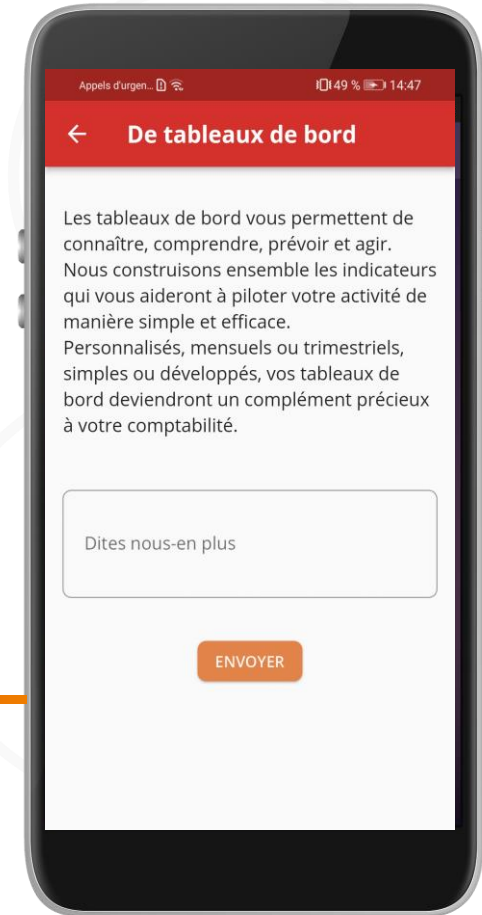 Appels d'urgen... 49 % 14:47
De tableaux de bord
Les tableaux de bord vous permettent de
connaître, comprendre, prévoir et agir.
Nous construisons ensemble les indicateurs
qui vous aideront à piloter votre activité de
manière simple et efficace.
Personnalisés, mensuels ou trimestriels,
simples ou développés, vos tableaux de
bord deviendront un complément précieux
à votre comptabilité.
Dites nous-en plus
ENVOYER